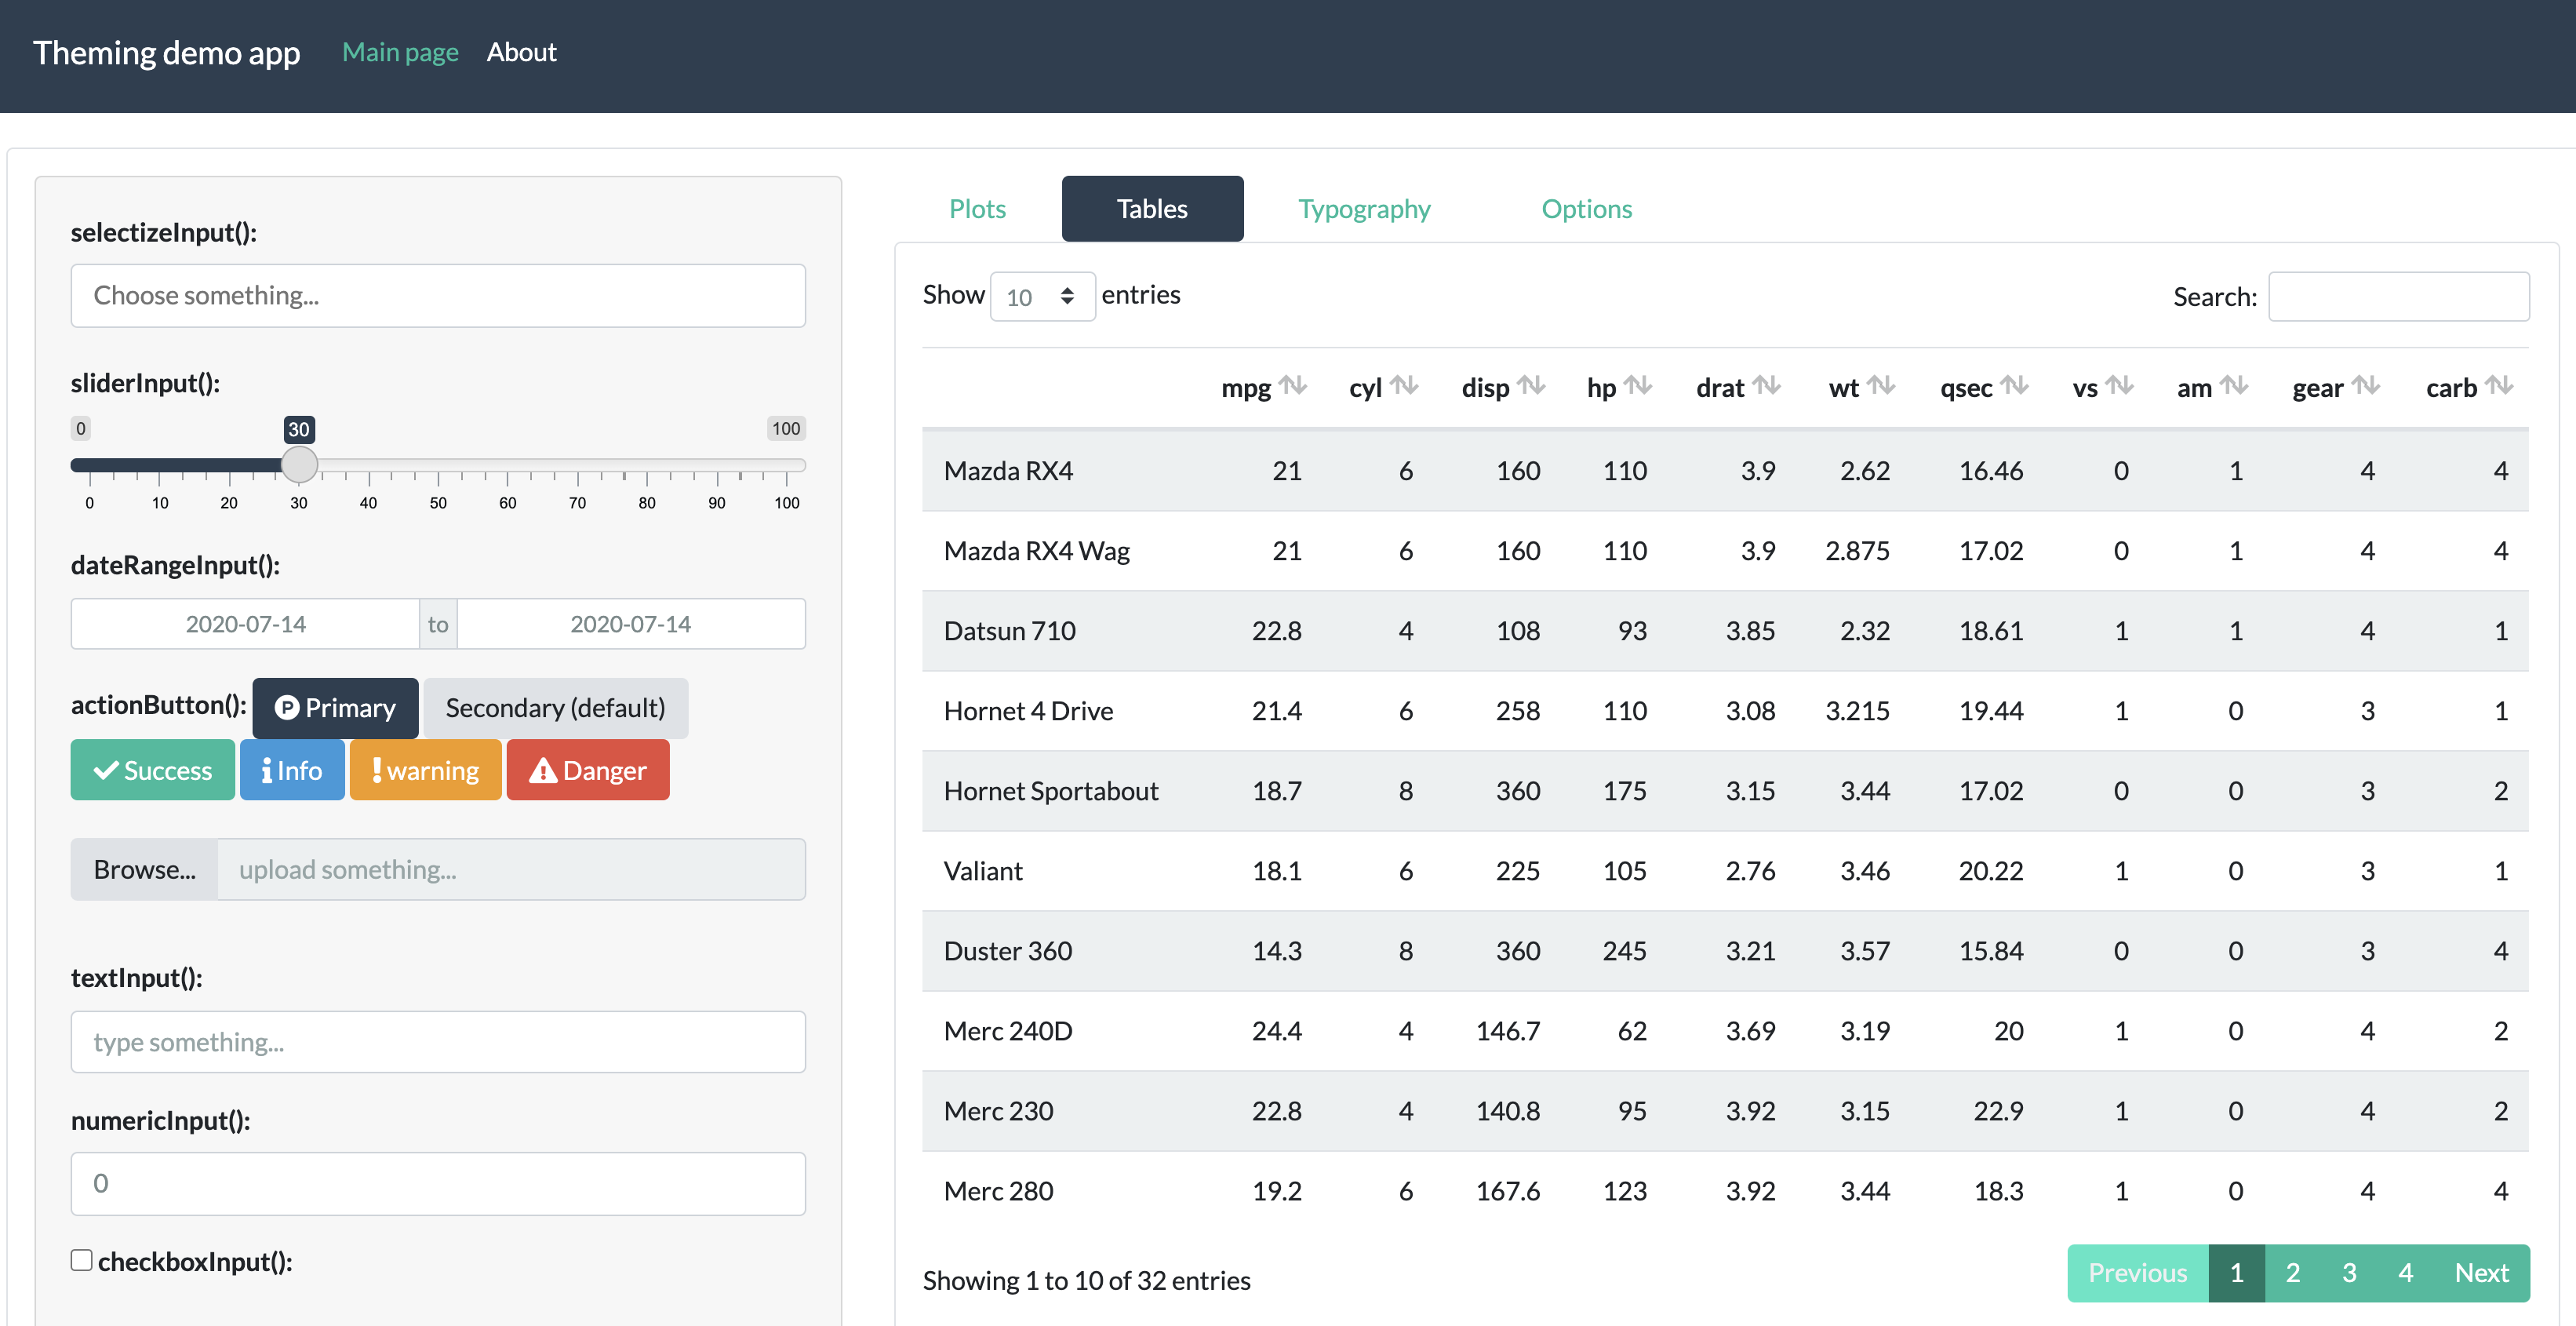 Theming demo app Main page About
selectizeInput():
Choose something...
sliderInput():
0 30 100
0 10 20 30 40 50 60 70 80 90 100
dateRangeInput():
2020-07-14 to 2020-07-14
actionButton(): Primary Secondary (default)
Success Info warning Danger
Browse... upload something...
textInput():
type something...
numericInput():
0
checkboxInput():
Plots Tables Typography Options
Show 10 entries Search:
mpg cyl disp hp drat wt qsec vs am gear carb
Mazda RX4 21 6 160 110 3.9 2.62 16.46 0 1 4 4
Mazda RX4 Wag 21 6 160 110 3.9 2.875 17.02 0 1 4 4
Datsun 710 22.8 4 108 93 3.85 2.32 18.61 1 1 4 1
Hornet 4 Drive 21.4 6 258 110 3.08 3.215 19.44 1 0 3 1
Hornet Sportabout 18.7 8 360 175 3.15 3.44 17.02 0 0 3 2
Valiant 18.1 6 225 105 2.76 3.46 20.22 1 0 3 1
Duster 360 14.3 8 360 245 3.21 3.57 15.84 0 0 3 4
Merc 240D 24.4 4 146.7 62 3.69 3.19 20 1 0 4 2
Merc 230 22.8 4 140.8 95 3.92 3.15 22.9 1 0 4 2
Merc 280 19.2 6 167.6 123 3.92 3.44 18.3 1 0 4 4
Showing 1 to 10 of 32 entries
Previous 1 2 3 4 Next